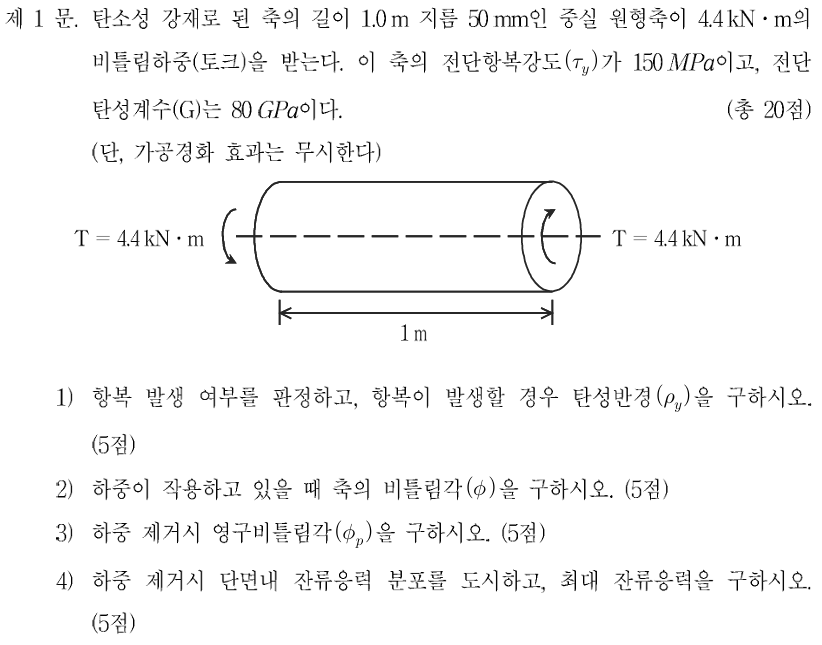 제 1 문. 탄소성 강재로 된 축의 길이 1.0 m 지름 50 mm인 중실 원형축이 4.4 kN·m의
비틀림하중(토크)을 받는다. 이 축의 전단항복강도(τy)가 150 MPa이고, 전단
탄성계수(G)는 80 GPa이다. (총 20점)
(단, 가공경화 효과는 무시한다)
T = 4.4 kN·m T = 4.4 kN·m
1 m
1) 항복 발생 여부를 판정하고, 항복이 발생할 경우 탄성반경(ρy)을 구하시오.
(5점)
2) 하중이 작용하고 있을 때 축의 비틀림각(φ)을 구하시오. (5점)
3) 하중 제거시 영구비틀림각(φp)을 구하시오. (5점)
4) 하중 제거시 단면내 잔류응력 분포를 도시하고, 최대 잔류응력을 구하시오.
(5점)